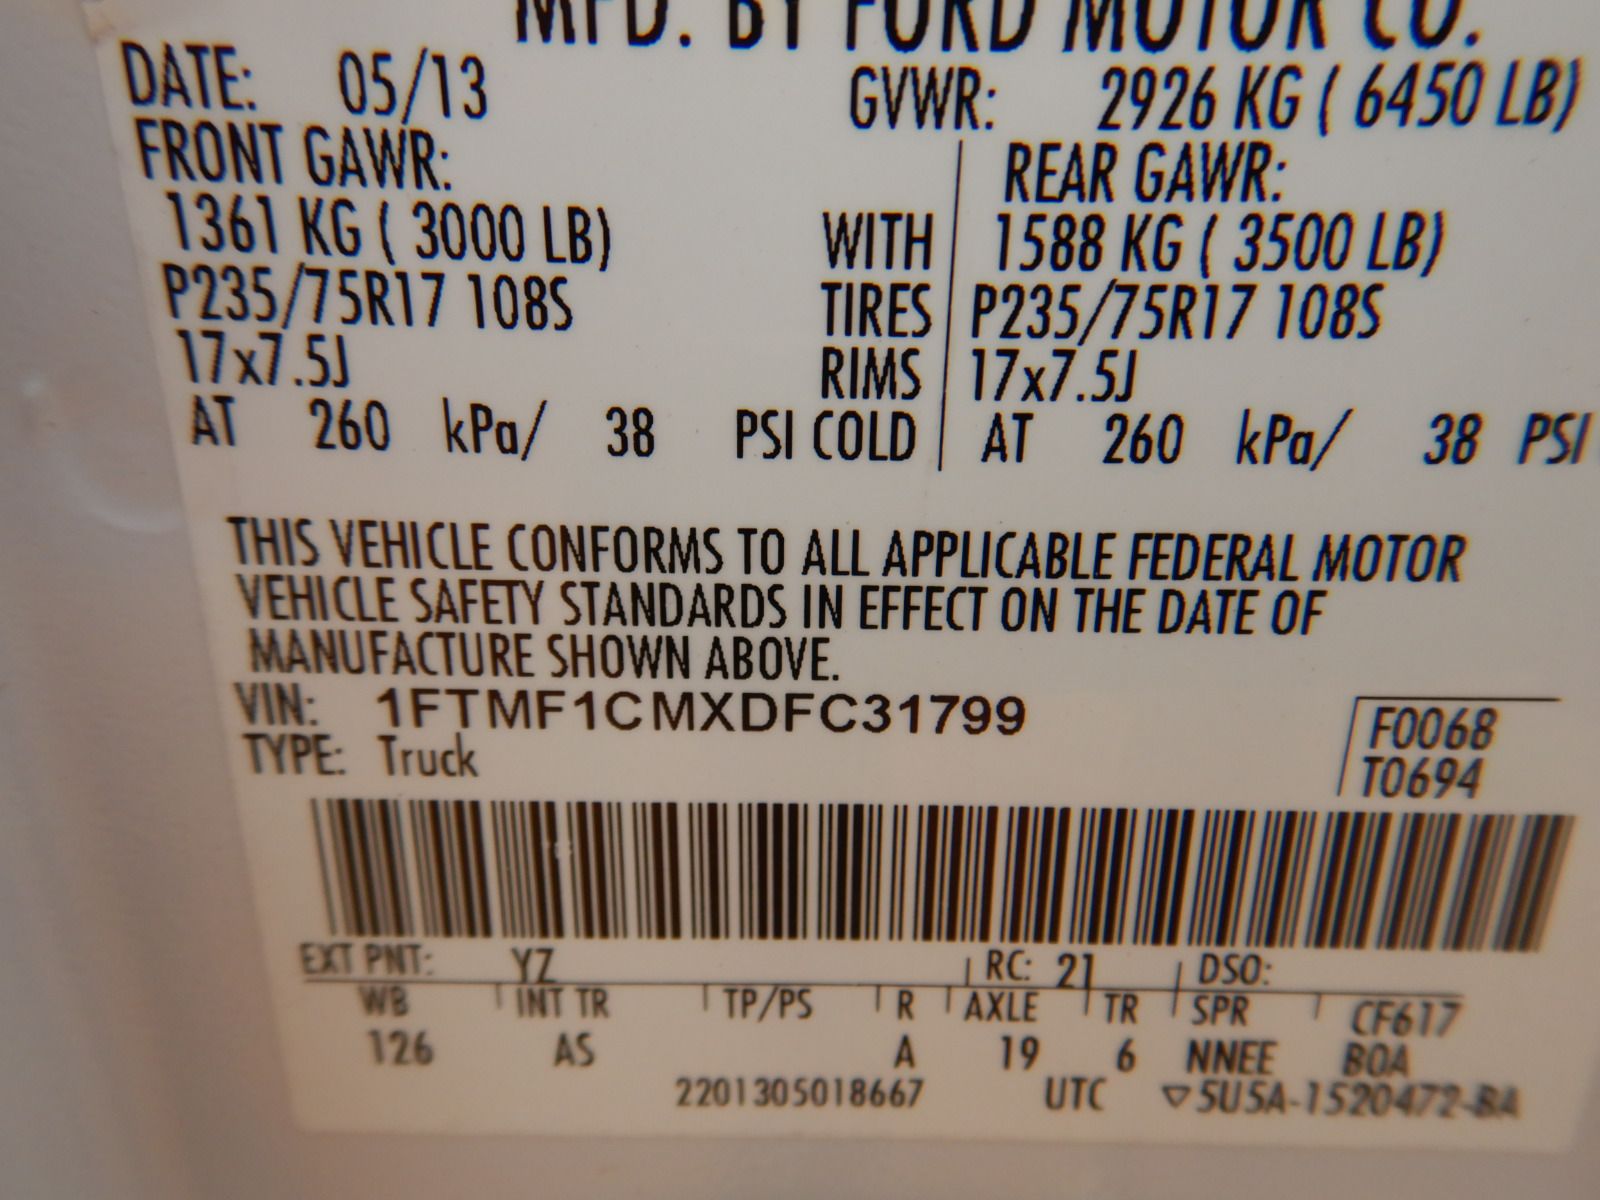 MFD. BY FORD MOTOR CO.
DATE: 05/13 GVWR: 2926 KG ( 6450 LB)
FRONT GAWR: REAR GAWR:
1361 KG ( 3000 LB) WITH 1588 KG ( 3500 LB)
P235/75R17 108S TIRES P235/75R17 108S
17x7.5J RIMS 17x7.5J
AT 260 kPa/ 38 PSI COLD AT 260 kPa/ 38 PSI
THIS VEHICLE CONFORMS TO ALL APPLICABLE FEDERAL MOTOR
VEHICLE SAFETY STANDARDS IN EFFECT ON THE DATE OF
MANUFACTURE SHOWN ABOVE.
VIN: 1FTMF1CMXDFC31799 F0068
TYPE: Truck T0694
EXT PNT: YZ RC: 21 DSO:
WB INT TR TP/PS R AXLE TR SPR CF617
126 AS A 19 6 NNEE BOA
2201305018667 UTC ▽5U5A-1520472-BA